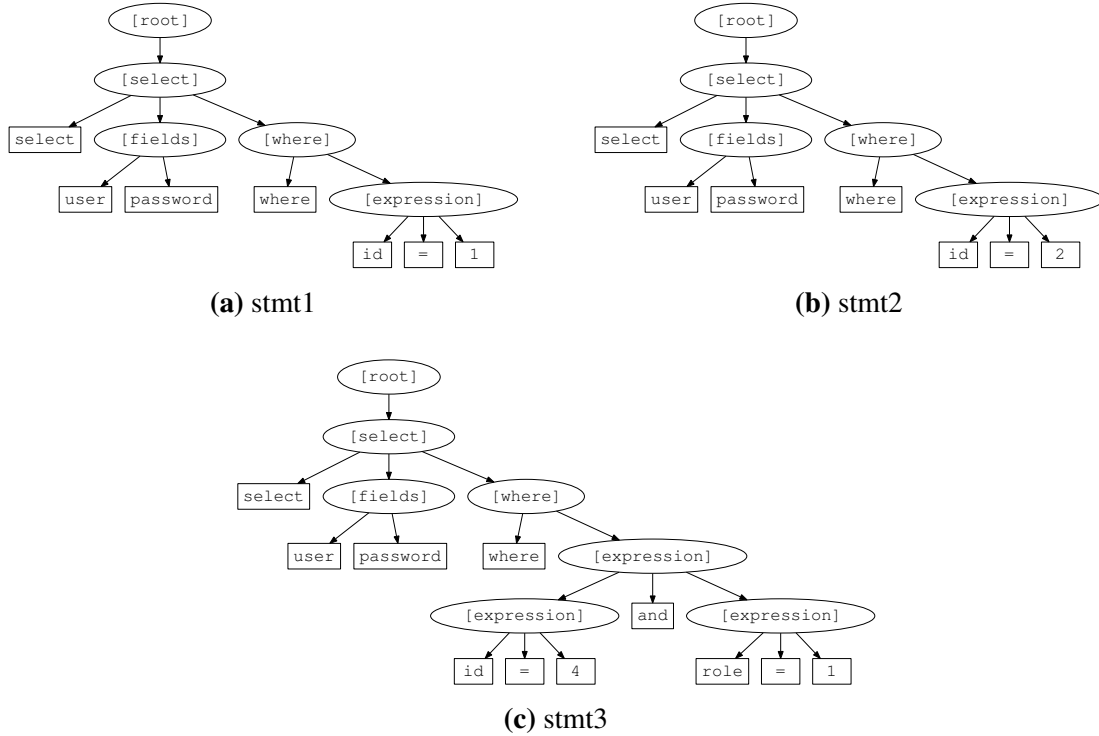 [root] [root]
[select] [select]
select [fields] [where] select [fields] [where]
user password where [expression] user password where [expression]
id = 1 id = 2
(a) stmt1 (b) stmt2
[root]
[select]
select [fields] [where]
user password where [expression]
[expression] and [expression]
id = 4 role = 1
(c) stmt3